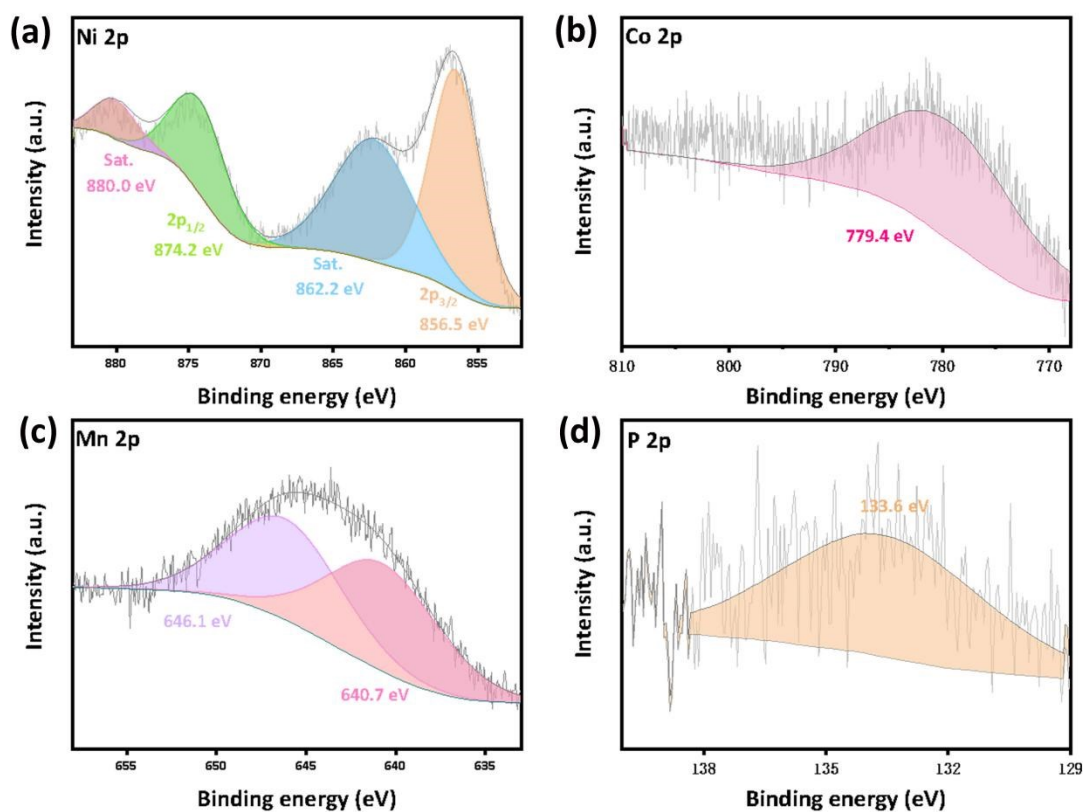 (a)
Ni 2p
Intensity (a.u.)
Sat.
880.0 eV
2p1/2
874.2 eV
Sat.
862.2 eV
2p3/2
856.5 eV
880
875
870
865
860
855
Binding energy (eV)
(b)
Co 2p
Intensity (a.u.)
779.4 eV
810
800
790
780
770
Binding energy (eV)
(c)
Mn 2p
Intensity (a.u.)
646.1 eV
640.7 eV
655
650
645
640
635
Binding energy (eV)
(d)
P 2p
Intensity (a.u.)
133.6 eV
138
135
132
129
Binding energy (eV)